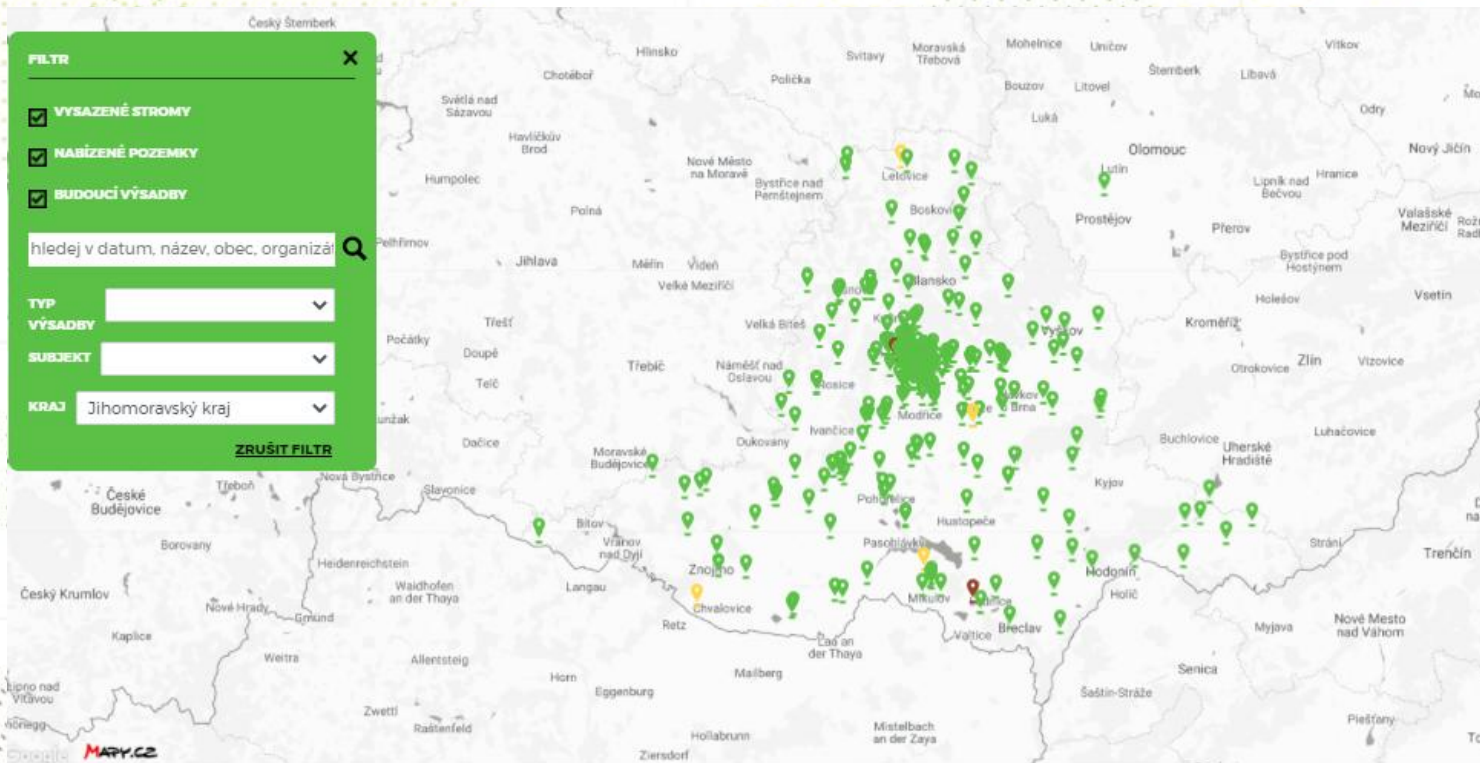 FILTR
VYSAZENÉ STROMY
NABÍZENÉ POZEMKY
BUDOUCÍ VÝSADBY
hledej v datum, název, obec, organizát
TYP
VÝSADBY
SUBJEKT
KRAJ Jihomoravský kraj
ZRUŠIT FILTR
Český Šternberk
Hlinsko
Svitavy
Moravská
Třebová
Mohelnice
Uničov
Vítkov
Chotěboř
Polička
Šternberk
Libavá
Bouzov
Litovel
Světlá nad
Sázavou
Odry
Luká
Havlíčkův
Brod
Olomouc
Nový Jičín
Nové Město
na Moravě
Bystřice nad
Pernštejnem
Letovice
Lutín
Hranice
Lipník nad
Bečvou
Humpolec
Polná
Prostějov
Přerov
Valašské
Meziříčí
Pelhřimov
Jihlava
Měřín
Videň
Bystřice pod
Hostýnem
Velké Meziříčí
Holešov
Vsetín
Třešť
Velká Bíteš
Kroměříž
Počátky
Doupě
Třebíč
Náměšť nad
Oslavou
Zlín
Vizovice
Otrokovice
Telč
Modřice
Dačice
Dukovany
Ivančice
Buchlovice
Uherské
Hradiště
Luhačovice
Moravské
Budějovice
Nová Bystřice
Slavonice
Kyjov
České
Budějovice
Třeboň
Hustopeče
Bítov
Borovany
Vranov
nad Dyjí
Pasohlávky
Strání
Trenčín
Heidenreichstein
Langau
Hodonín
Český Krumlov
Waidhofen
an der Thaya
Chvalovice
Mikulov
Holíč
Nové Hrady
Gmünd
Retz
Břeclav
Valtice
Myjava
Nové Mesto
nad Váhom
Kaplice
Laa an
der Thaya
Weitra
Allentsteig
Horn
Mailberg
Senica
Eggenburg
Šaštín-Stráže
Lipno nad
Vltavou
Zwettl
Rastenfeld
Hollabrunn
Mistelbach
an der Zaya
Piešťany
Ziersdorf
Google
MAPY.CZ